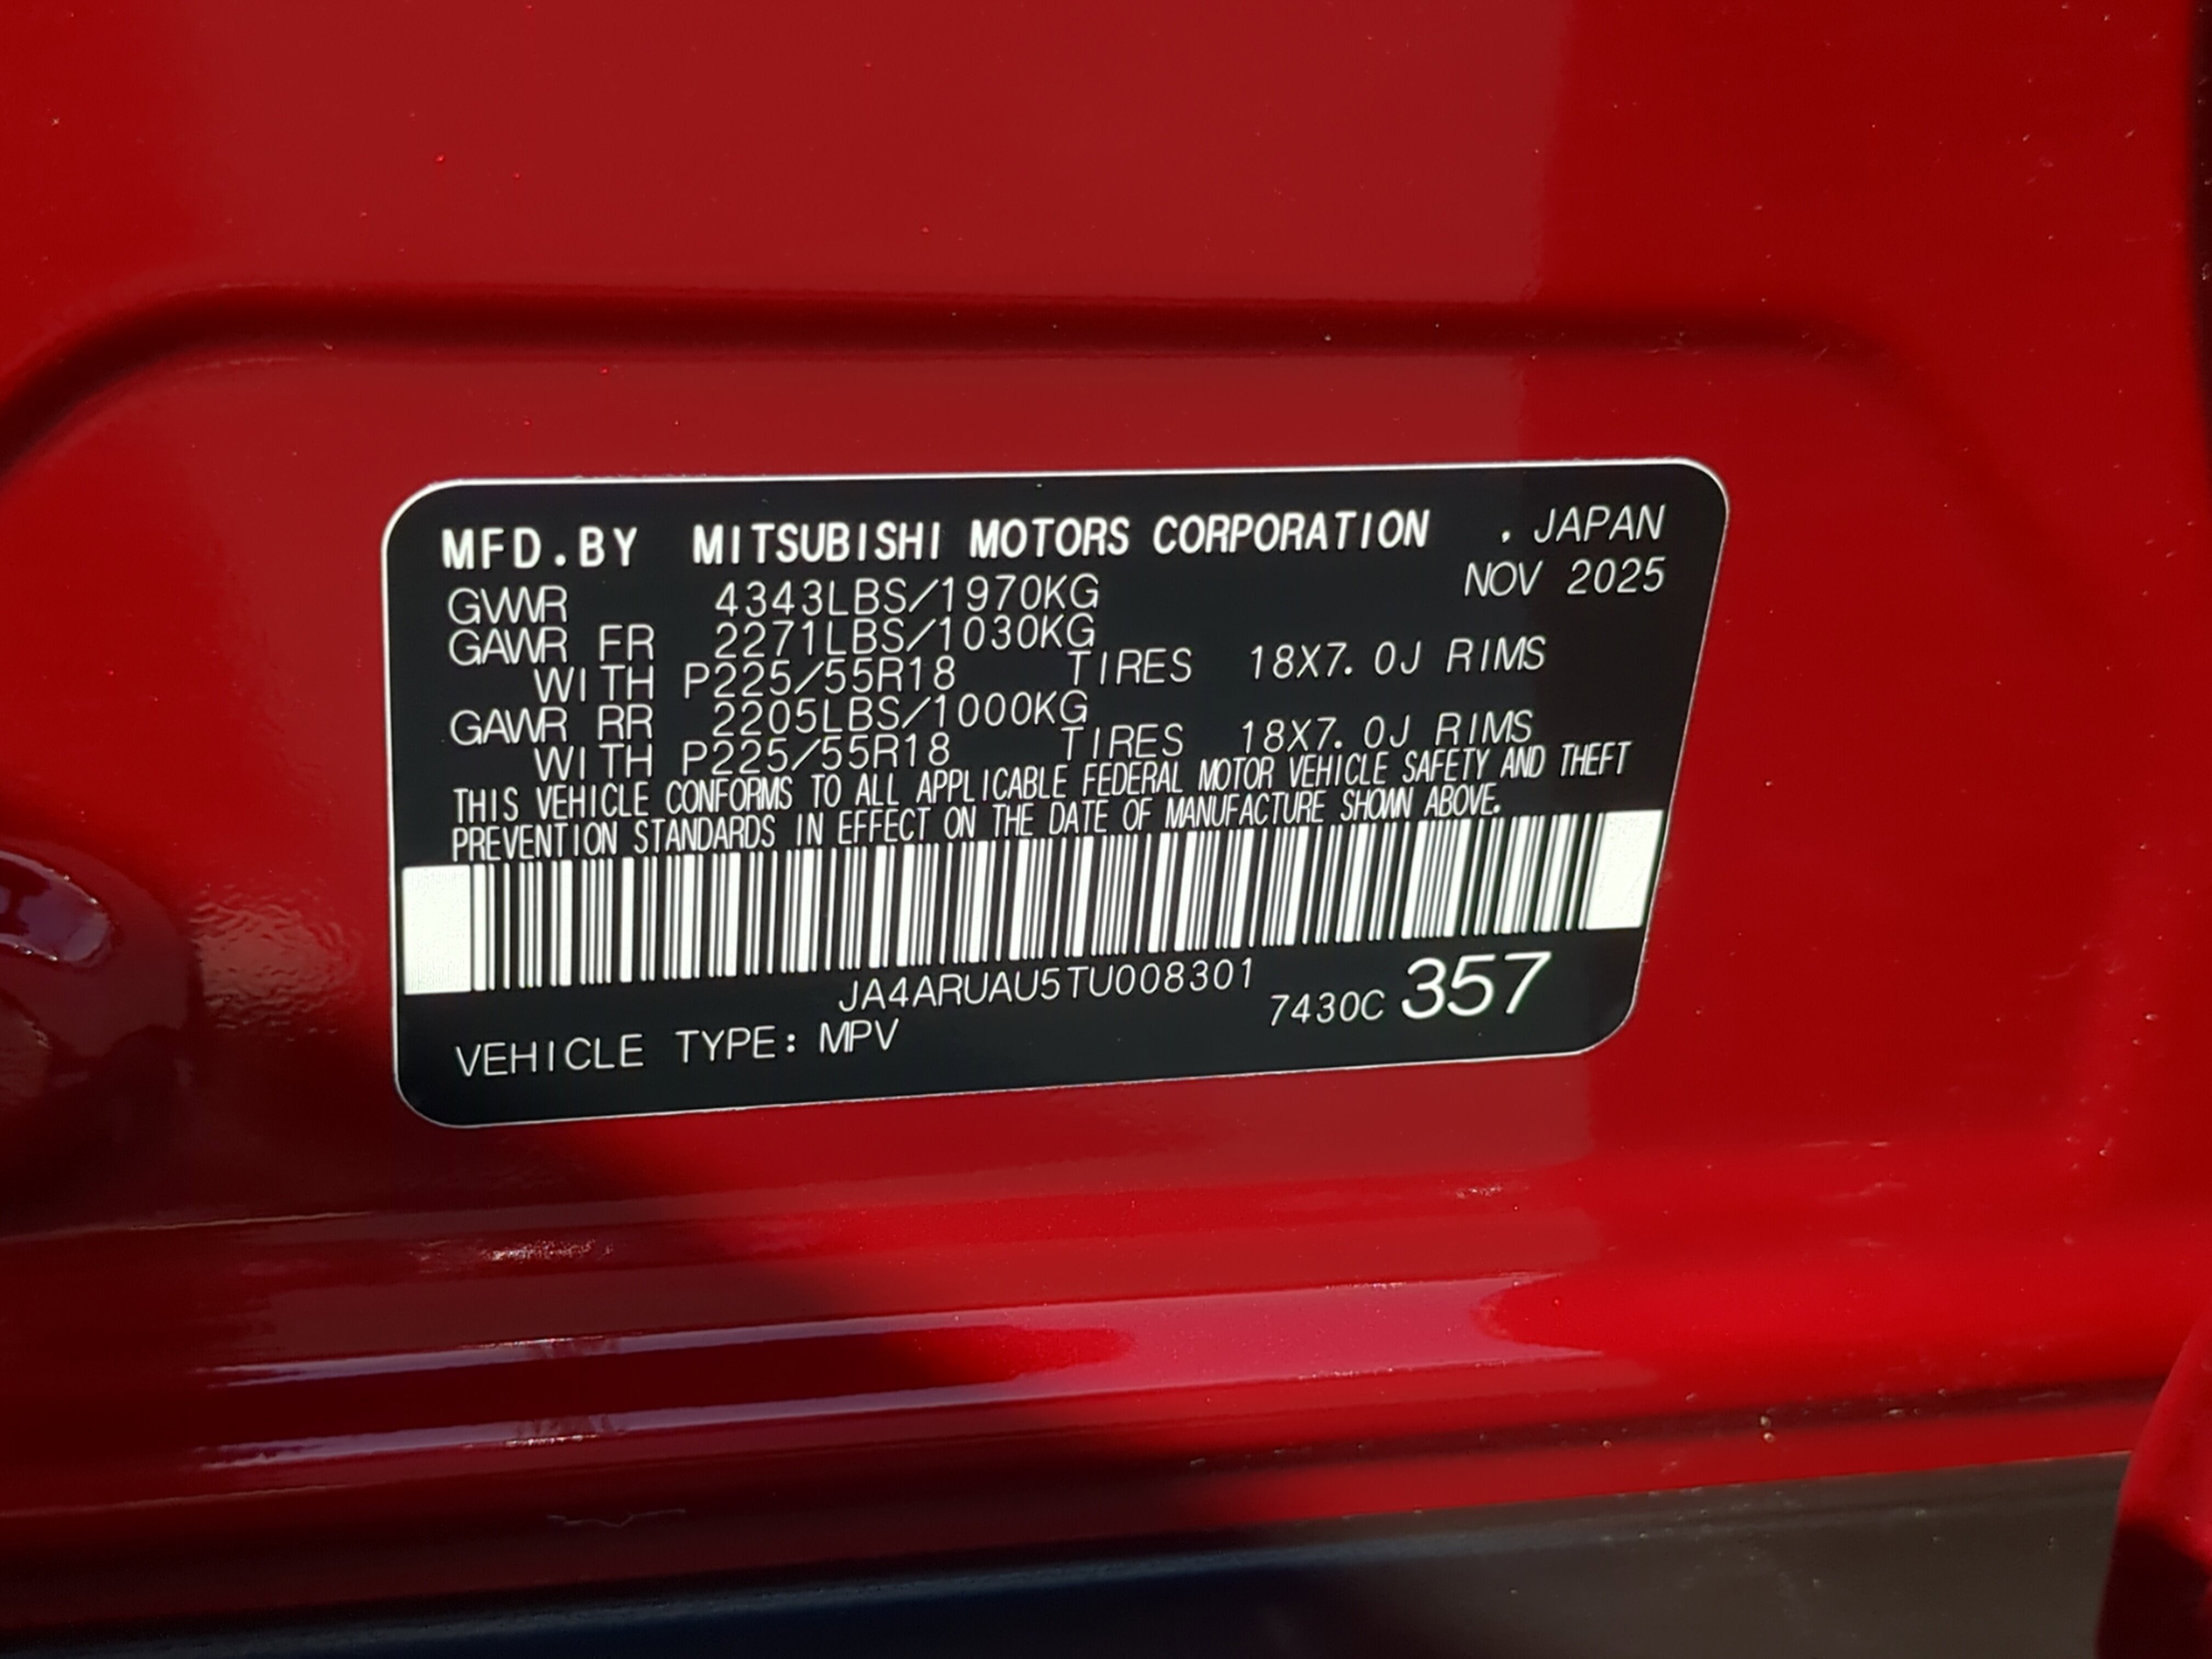 MFD.BY MITSUBISHI MOTORS CORPORATION , JAPAN
NOV 2025
GVWR 4343LBS/1970KG
GAWR FR 2271LBS/1030KG
WITH P225/55R18 TIRES 18X7.0J RIMS
GAWR RR 2205LBS/1000KG
WITH P225/55R18 TIRES 18X7.0J RIMS
THIS VEHICLE CONFORMS TO ALL APPLICABLE FEDERAL MOTOR VEHICLE SAFETY AND THEFT
PREVENTION STANDARDS IN EFFECT ON THE DATE OF MANUFACTURE SHOWN ABOVE.
JA4ARUAU5TU008301
7430C 357
VEHICLE TYPE: MPV